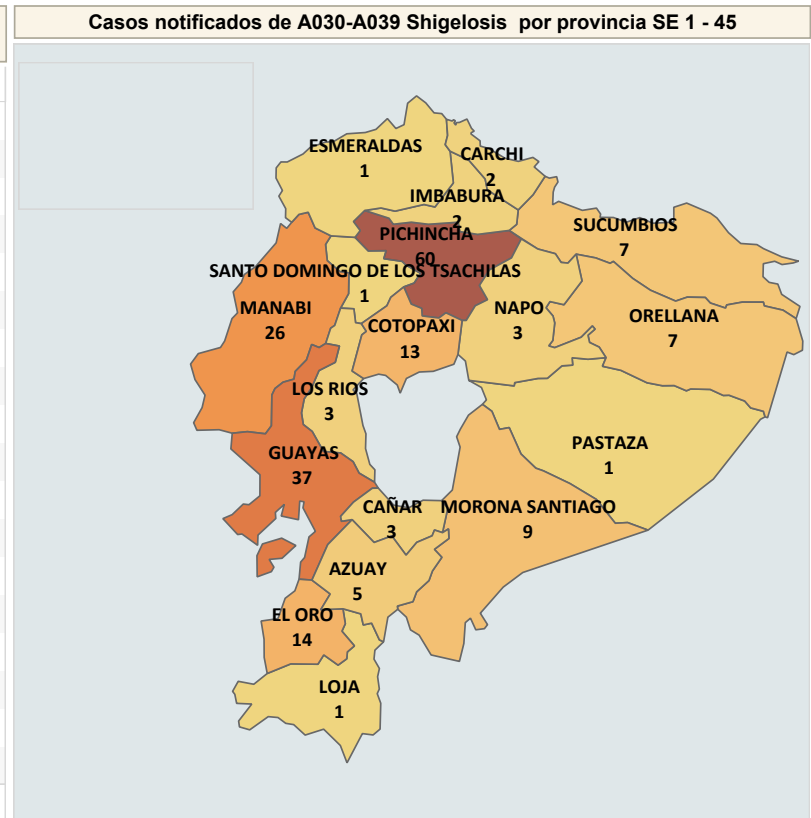 Casos notificados de A030-A039 Shigelosis por provincia SE 1 - 45
ESMERALDAS
1
CARCHI
2
IMBABURA
2
PICHINCHA
60
SUCUMBIOS
7
SANTO DOMINGO DE LOS TSACHILAS
1
MANABI
26
COTOPAXI
13
NAPO
3
ORELLANA
7
LOS RIOS
3
PASTAZA
1
GUAYAS
37
CAÑAR
3
MORONA SANTIAGO
9
AZUAY
5
EL ORO
14
LOJA
1